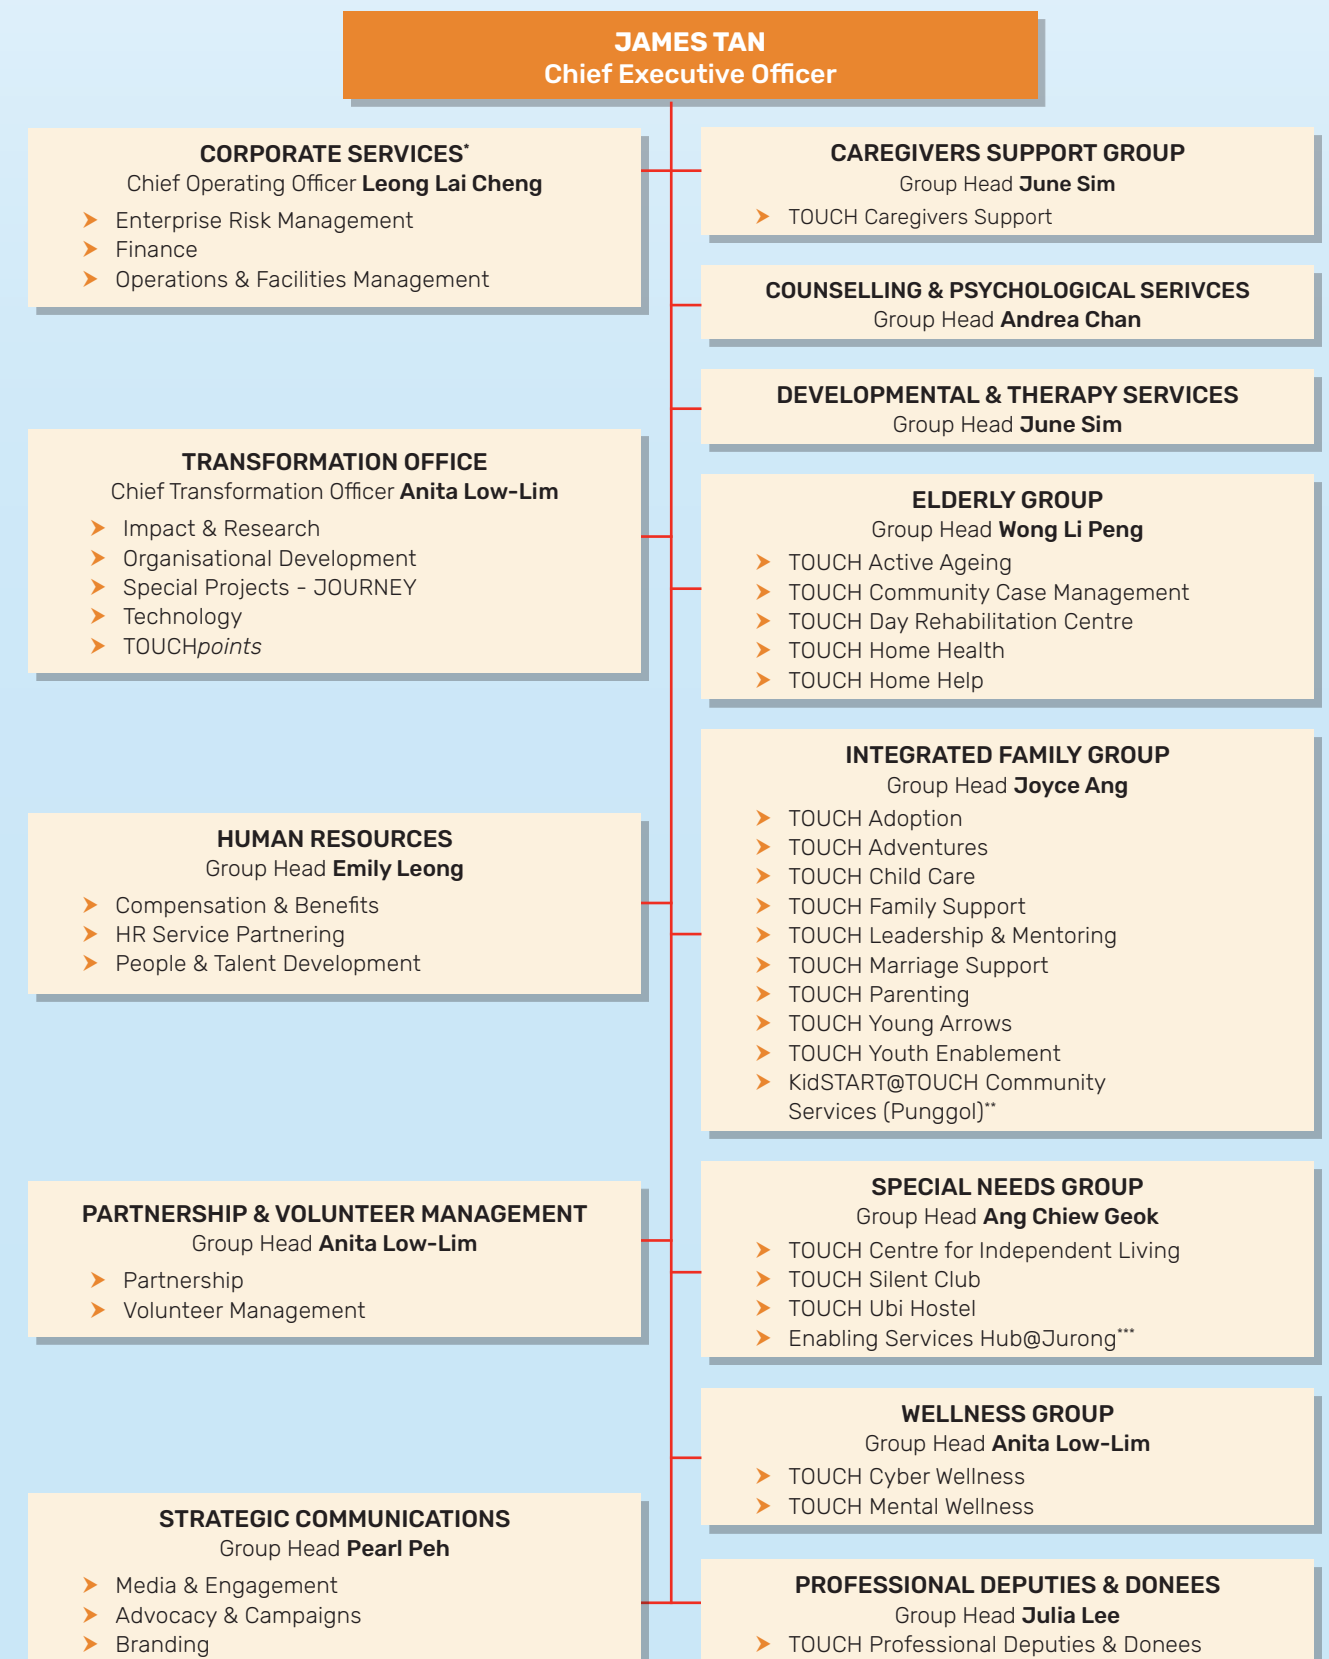 JAMES TAN
Chief Executive Officer
CORPORATE SERVICES*
Chief Operating Officer Leong Lai Cheng
Enterprise Risk Management
Finance
Operations & Facilities Management
TRANSFORMATION OFFICE
Chief Transformation Officer Anita Low-Lim
Impact & Research
Organisational Development
Special Projects - JOURNEY
Technology
TOUCHpoints
HUMAN RESOURCES
Group Head Emily Leong
Compensation & Benefits
HR Service Partnering
People & Talent Development
PARTNERSHIP & VOLUNTEER MANAGEMENT
Group Head Anita Low-Lim
Partnership
Volunteer Management
STRATEGIC COMMUNICATIONS
Group Head Pearl Peh
Media & Engagement
Advocacy & Campaigns
Branding
CAREGIVERS SUPPORT GROUP
Group Head June Sim
TOUCH Caregivers Support
COUNSELLING & PSYCHOLOGICAL SERIVCES
Group Head Andrea Chan
DEVELOPMENTAL & THERAPY SERVICES
Group Head June Sim
ELDERLY GROUP
Group Head Wong Li Peng
TOUCH Active Ageing
TOUCH Community Case Management
TOUCH Day Rehabilitation Centre
TOUCH Home Health
TOUCH Home Help
INTEGRATED FAMILY GROUP
Group Head Joyce Ang
TOUCH Adoption
TOUCH Adventures
TOUCH Child Care
TOUCH Family Support
TOUCH Leadership & Mentoring
TOUCH Marriage Support
TOUCH Parenting
TOUCH Young Arrows
TOUCH Youth Enablement
KidSTART@TOUCH Community
Services (Punggol)**
SPECIAL NEEDS GROUP
Group Head Ang Chiew Geok
TOUCH Centre for Independent Living
TOUCH Silent Club
TOUCH Ubi Hostel
Enabling Services Hub@Jurong***
WELLNESS GROUP
Group Head Anita Low-Lim
TOUCH Cyber Wellness
TOUCH Mental Wellness
PROFESSIONAL DEPUTIES & DONEES
Group Head Julia Lee
TOUCH Professional Deputies & Donees